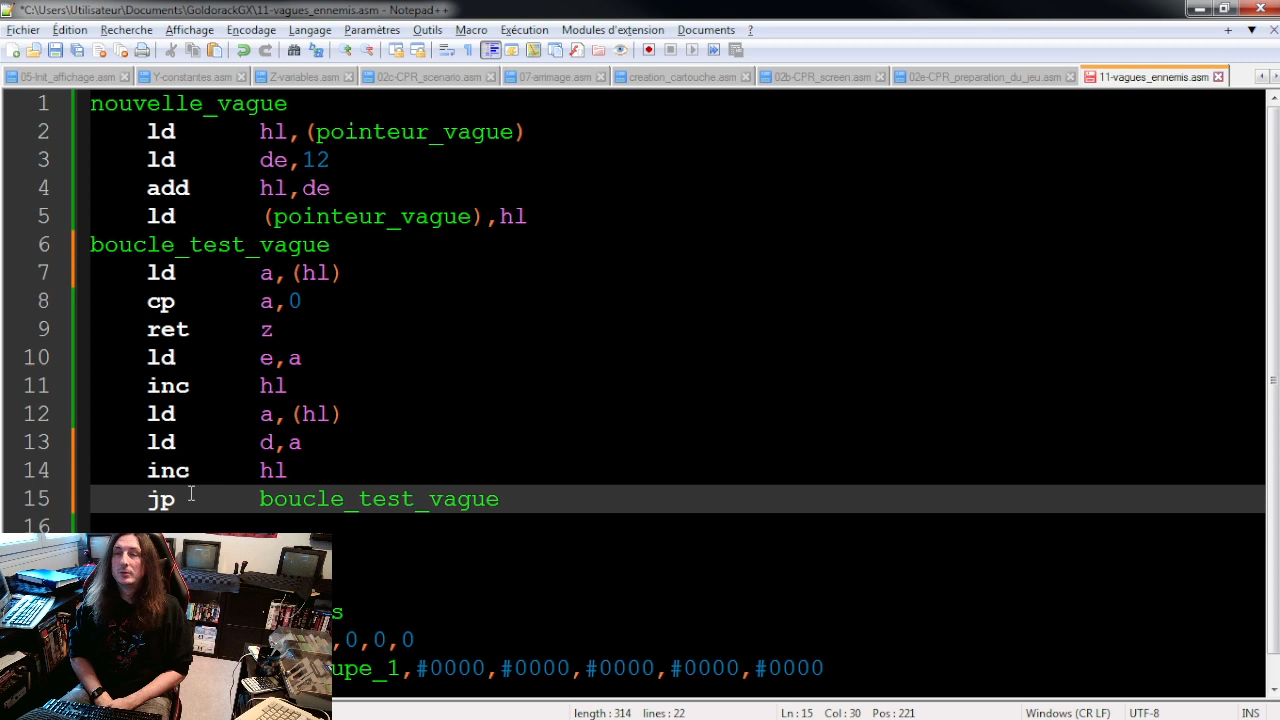 *C:\Users\Utilisateur\Documents\GoldorackGX\11-vagues_ennemis.asm - Notepad++
Fichier Édition Recherche Affichage Encodage Langage Paramètres Outils Macro Exécution Modules d'extension Documents ?
05-Init_affichage.asm Y-constantes.asm Z-variables.asm 02c-CPR_scenario.asm 07-arrimage.asm creation_cartouche.asm 02b-CPR_screen.asm 02e-CPR_preparation_du_jeu.asm 11-vagues_ennemis.asm
1 nouvelle_vague
2 ld hl,(pointeur_vague)
3 ld de,12
4 add hl,de
5 ld (pointeur_vague),hl
6 boucle_test_vague
7 ld a,(hl)
8 cp a,0
9 ret z
10 ld e,a
11 inc hl
12 ld a,(hl)
13 ld d,a
14 inc hl
15 jp boucle_test_vague
16
s
,0,0,0
upe_1,#0000,#0000,#0000,#0000,#0000
length : 314 lines : 22 Ln : 15 Col : 30 Pos : 221 Windows (CR LF) UTF-8 INS